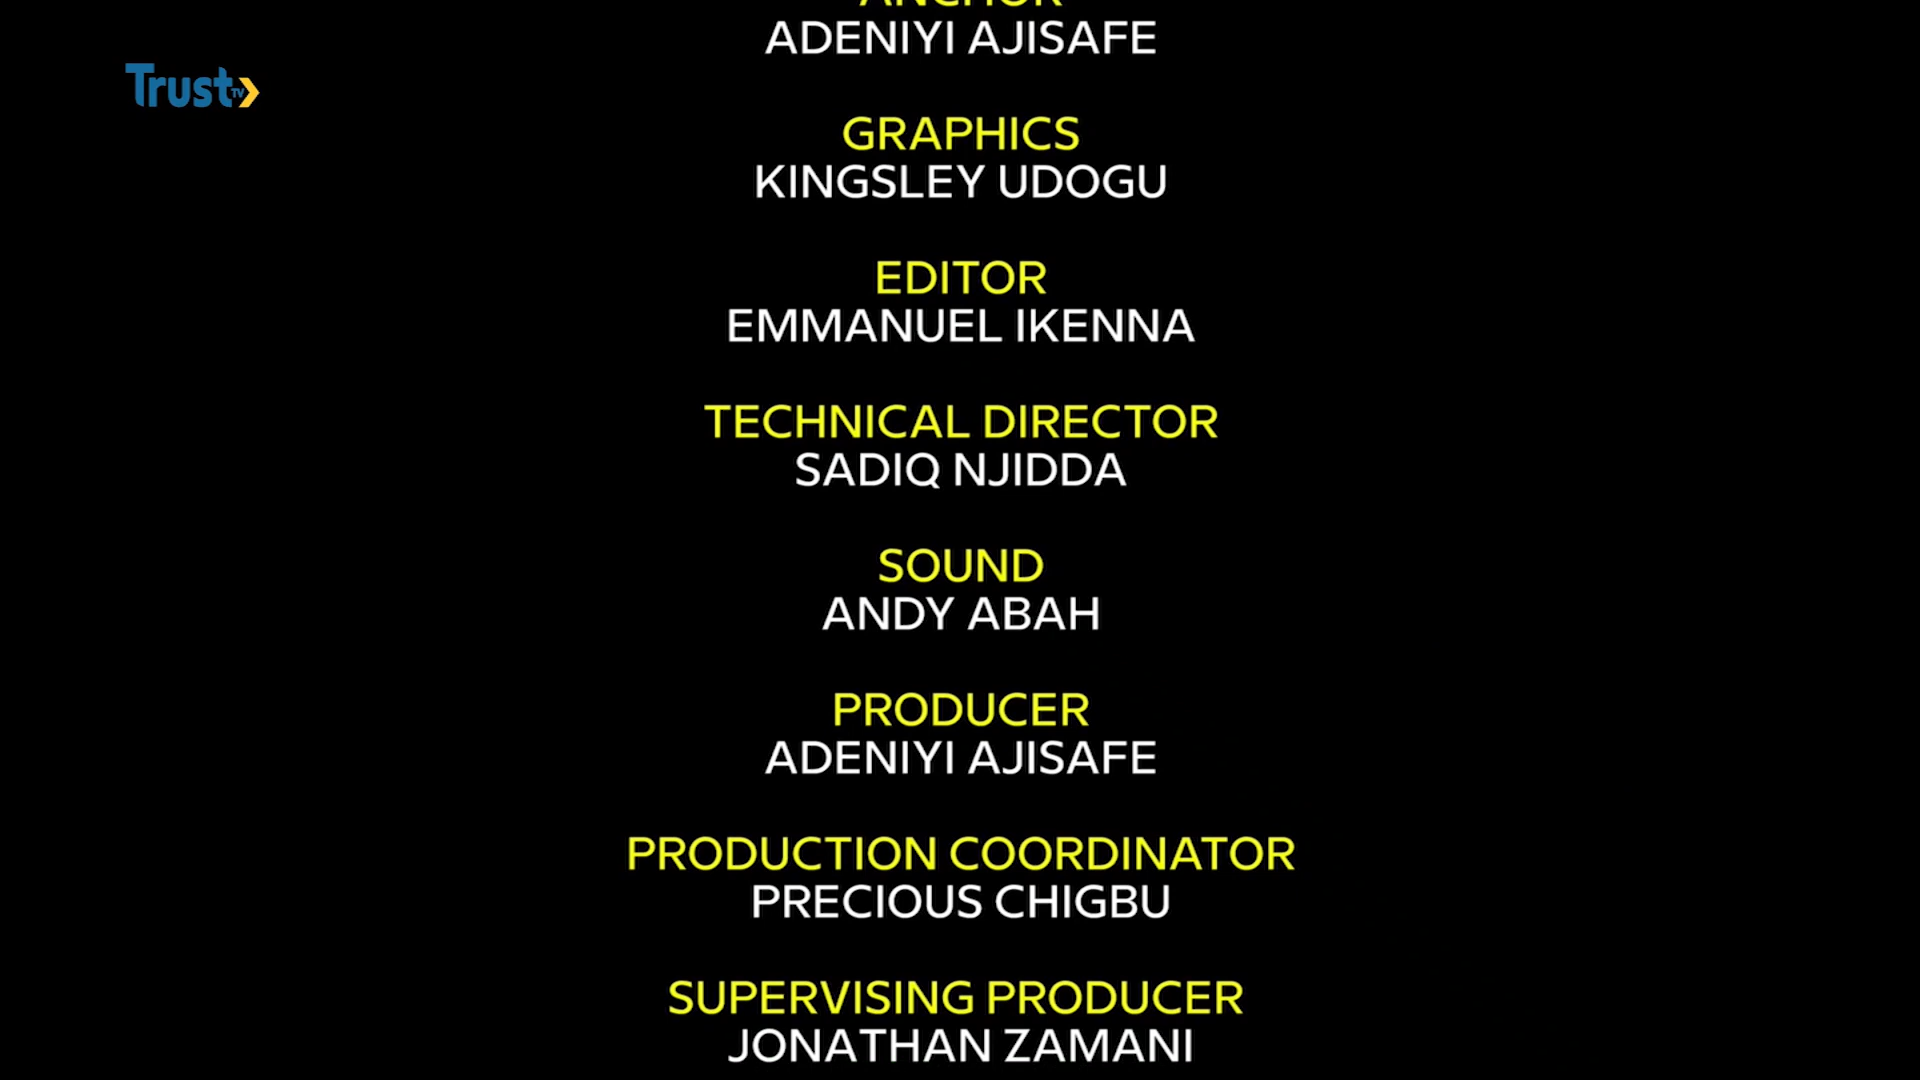 ANCHOR
ADENIYI AJISAFE
Trust TV
GRAPHICS
KINGSLEY UDOGU
EDITOR
EMMANUEL IKENNA
TECHNICAL DIRECTOR
SADIQ NJIDDA
SOUND
ANDY ABAH
PRODUCER
ADENIYI AJISAFE
PRODUCTION COORDINATOR
PRECIOUS CHIGBU
SUPERVISING PRODUCER
JONATHAN ZAMANI